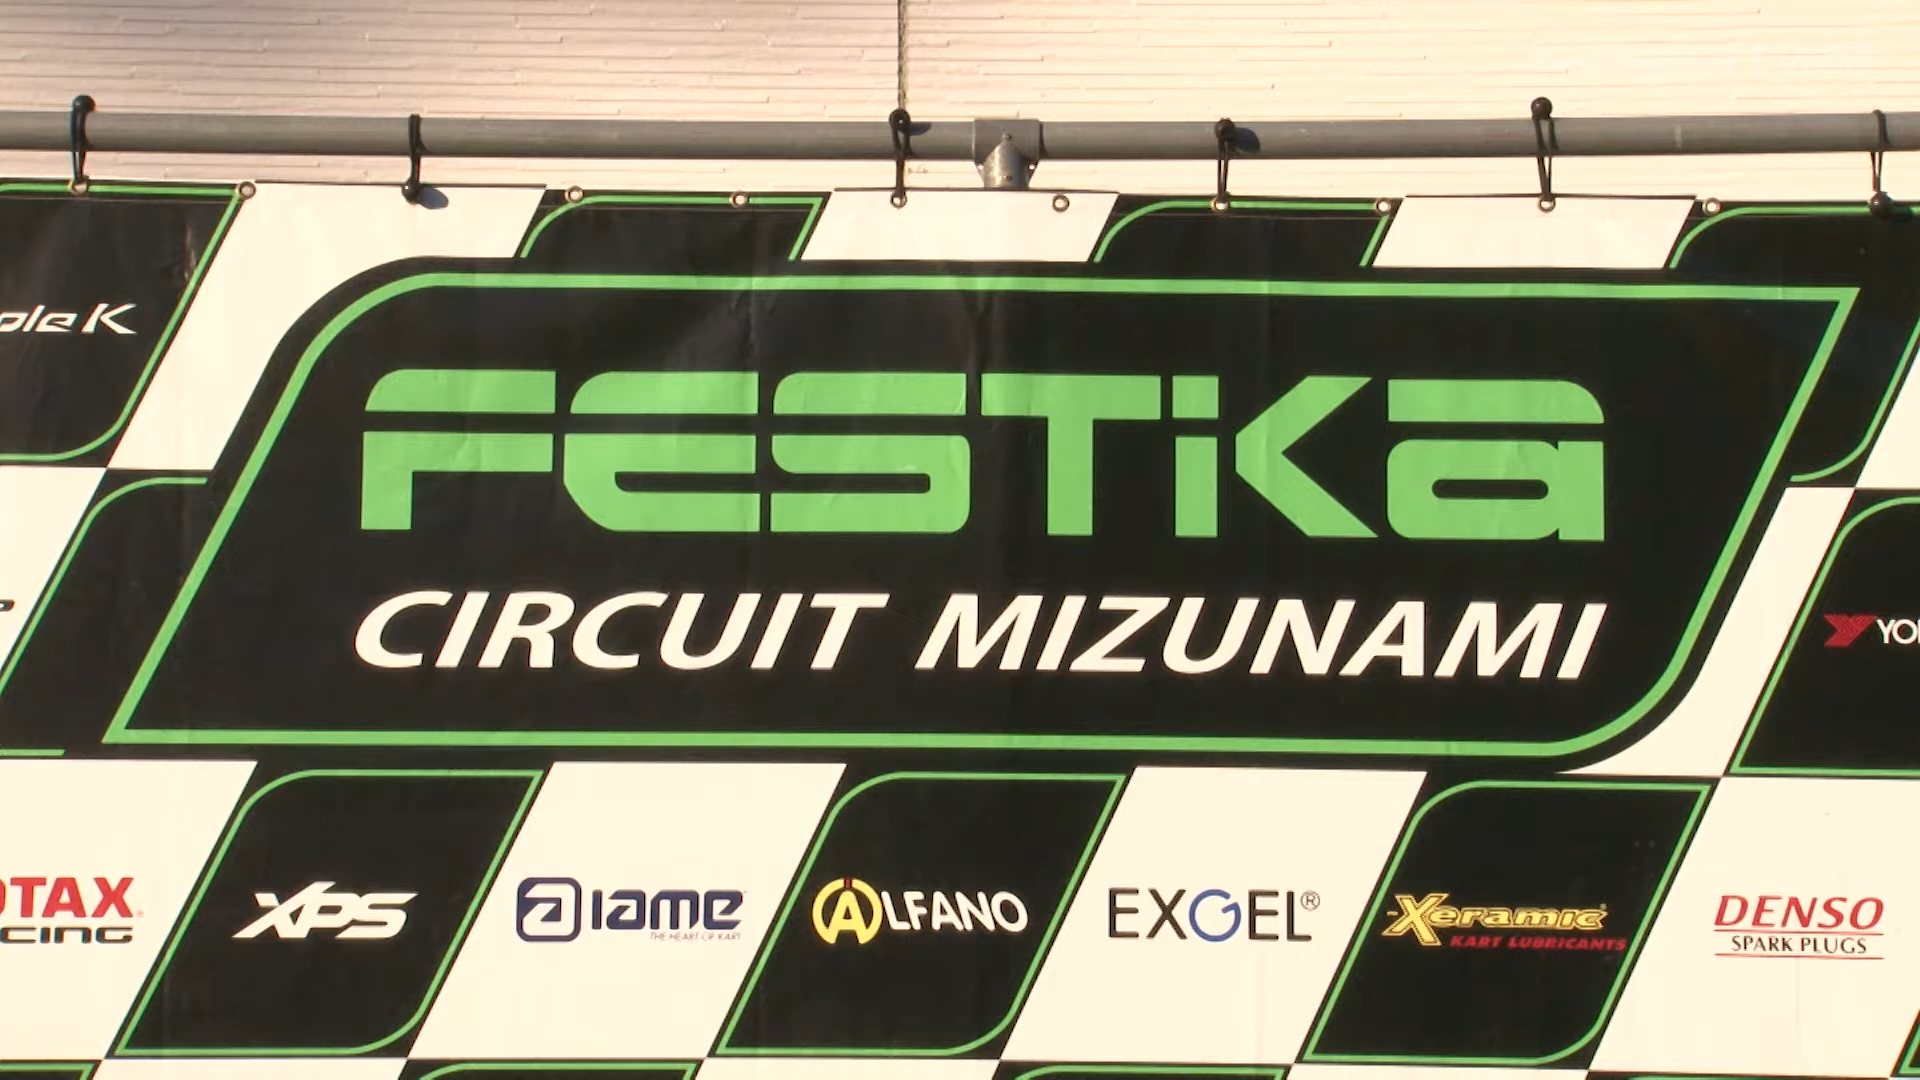 FESTiKa
CIRCUIT MIZUNAMI
XPS
IAME
THE HEART OF KART
ALFANO
EXGEL®
Xeramic
KART LUBRICANTS
DENSO
SPARK PLUGS